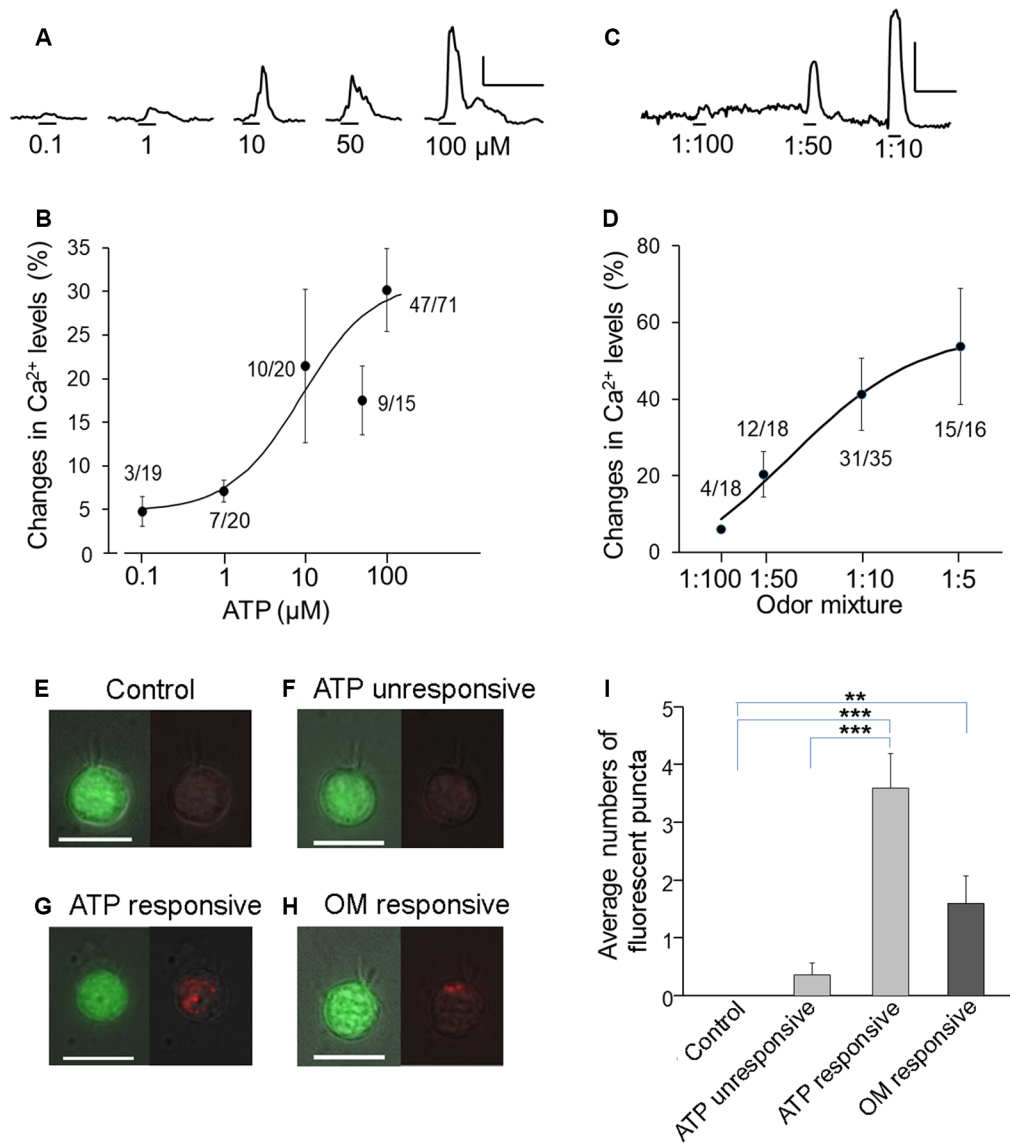 A
0.1
1
10
50
100 µM
C
1:100
1:50
1:10
B
Changes in Ca2+ levels (%)
35
30
25
20
15
10
5
0
3/19
7/20
10/20
9/15
47/71
0.1
1
10
100
ATP (µM)
D
Changes in Ca2+ levels (%)
80
60
40
20
0
4/18
12/18
31/35
15/16
1:100
1:50
1:10
1:5
Odor mixture
E
Control
F
ATP unresponsive
G
ATP responsive
H
OM responsive
I
Average numbers of
fluorescent puncta
5
4
3
2
1
0
**
***
***
Control
ATP unresponsive
ATP responsive
OM responsive